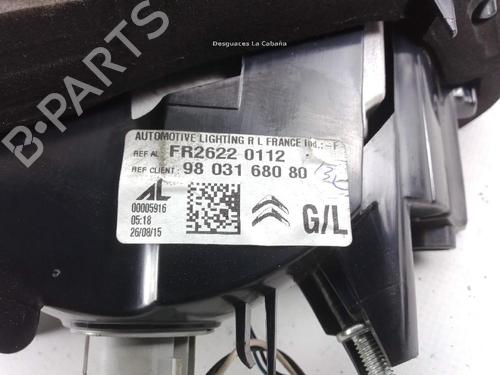 Desguaces La Cabaña
AUTOMOTIVE LIGHTING R L FRANCE Ind.:-F
REF AL FR2622 0112
REF CLIENT: 98 031 680 80
AL
00005916
05:18
26/08/15
G/L
B-PARTS